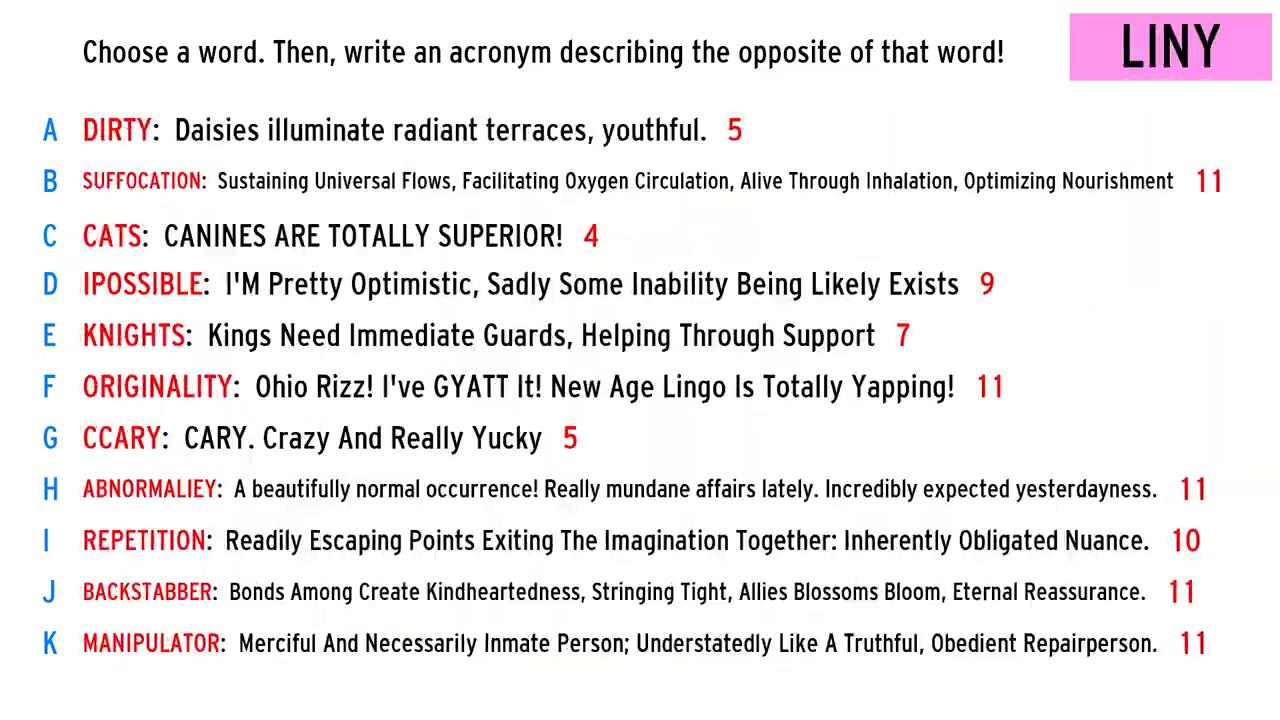 Choose a word. Then, write an acronym describing the opposite of that word!
LINY
A DIRTY: Daisies illuminate radiant terraces, youthful. 5
B SUFFOCATION: Sustaining Universal Flows, Facilitating Oxygen Circulation, Alive Through Inhalation, Optimizing Nourishment 11
C CATS: CANINES ARE TOTALLY SUPERIOR! 4
D IPOSSIBLE: I'M Pretty Optimistic, Sadly Some Inability Being Likely Exists 9
E KNIGHTS: Kings Need Immediate Guards, Helping Through Support 7
F ORIGINALITY: Ohio Rizz! I've GYATT It! New Age Lingo Is Totally Yapping! 11
G CCARY: CARY. Crazy And Really Yucky 5
H ABNORMALIEY: A beautifully normal occurrence! Really mundane affairs lately. Incredibly expected yesterdayness. 11
I REPETITION: Readily Escaping Points Exiting The Imagination Together: Inherently Obligated Nuance. 10
J BACKSTABBER: Bonds Among Create Kindheartedness, Stringing Tight, Allies Blossoms Bloom, Eternal Reassurance. 11
K MANIPULATOR: Merciful And Necessarily Inmate Person; Understatedly Like A Truthful, Obedient Repairperson. 11